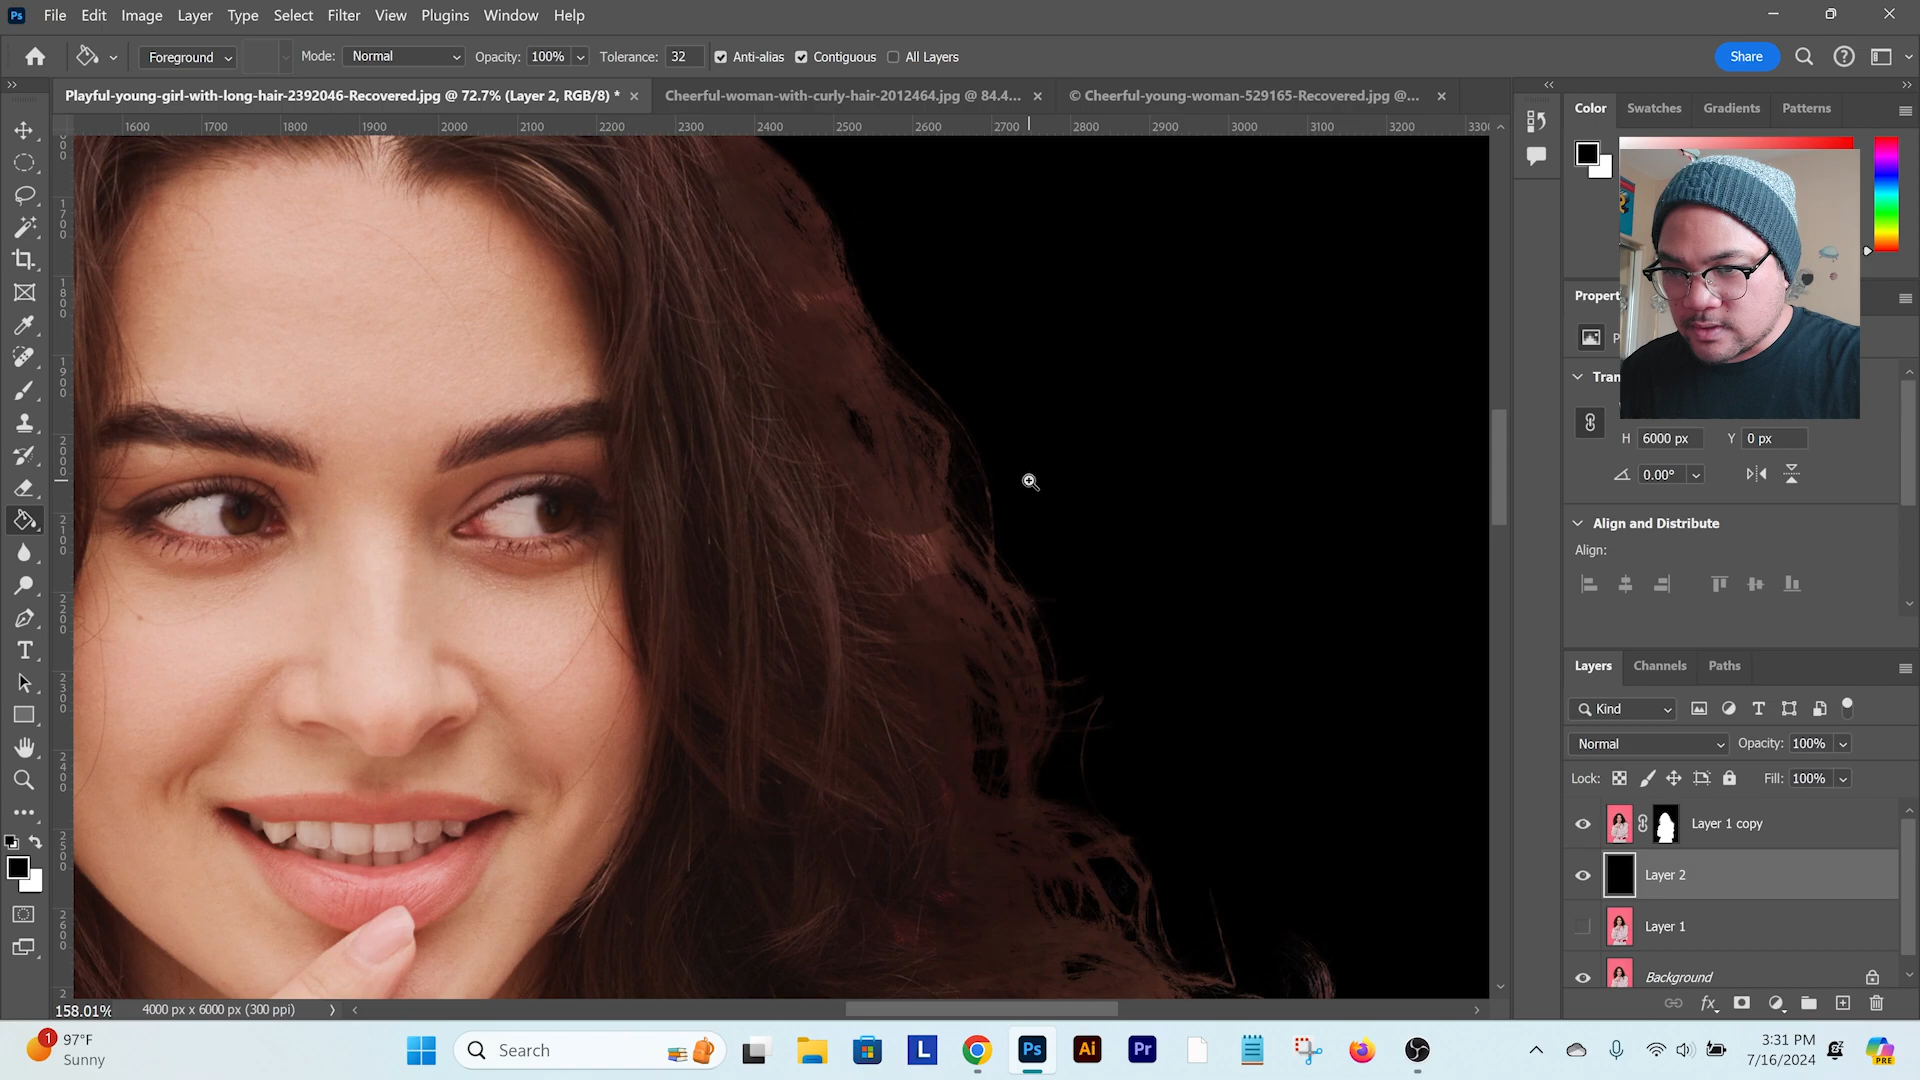 Ps File Edit Image Layer Type Select Filter View Plugins Window Help
Foreground Mode: Normal Opacity: 100% Tolerance: 32 Anti-alias Contiguous All Layers Share
Playful-young-girl-with-long-hair-2392046-Recovered.jpg @ 72.7% (Layer 2, RGB/8) * Cheerful-woman-with-curly-hair-2012464.jpg @ 84.4... © Cheerful-young-woman-529165-Recovered.jpg @...
1600 1700 1800 1900 2000 2100 2200 2300 2400 2500 2600 2700 2800 2900 3000 3100 3200 3300
1700
1800
1900
2000
2100
2200
2300
2400
2500
2600
Color Swatches Gradients Patterns
Propert
P
Tran
H 6000 px Y 0 px
0.00°
Align and Distribute
Align:
Layers Channels Paths
Kind
Normal Opacity: 100%
Lock: Fill: 100%
Layer 1 copy
Layer 2
Layer 1
Background
158.01% 4000 px x 6000 px (300 ppi)
1 97°F
Sunny
Search
L Ps Ai Pr
3:31 PM
7/16/2024
PRE